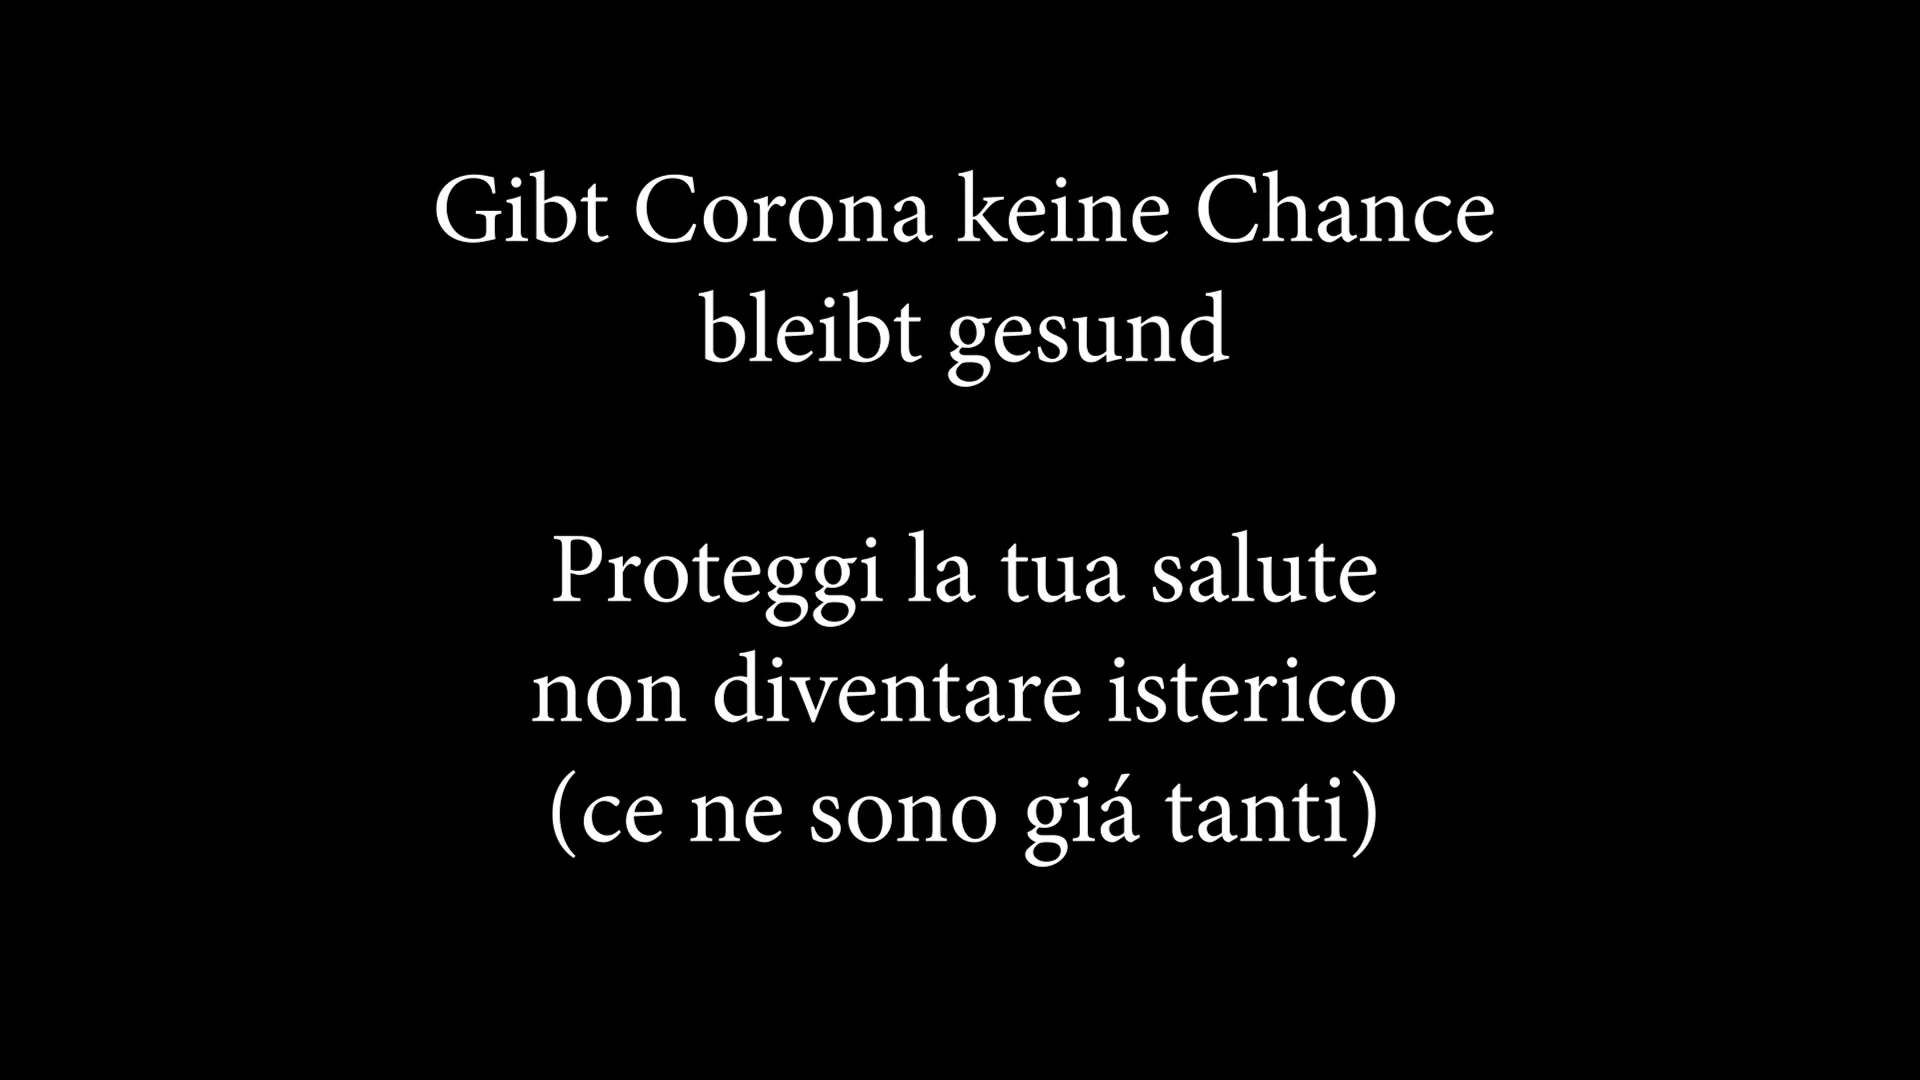 Gibt Corona keine Chance
bleibt gesund
Proteggi la tua salute
non diventare isterico
(ce ne sono giá tanti)